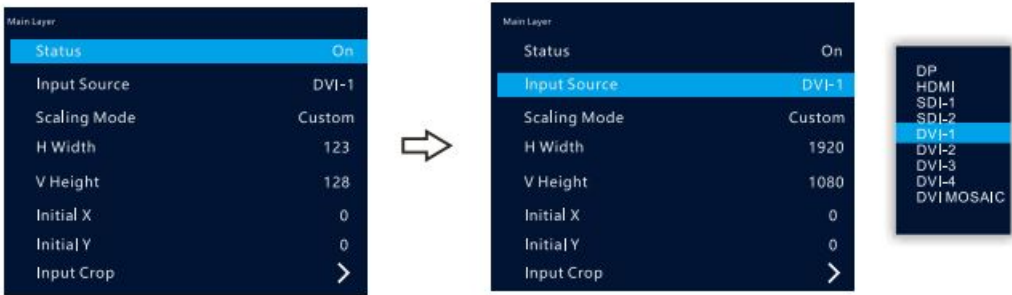 Main Layer
Status On
Input Source DVI-1
Scaling Mode Custom
H Width 123
V Height 128
Initial X 0
Initial Y 0
Input Crop
Main Layer
Status On
Input Source DVI-1
Scaling Mode Custom
H Width 1920
V Height 1080
Initial X 0
Initial Y 0
Input Crop
DP
HDMI
SDI-1
SDI-2
DVI-1
DVI-2
DVI-3
DVI-4
DVI MOSAIC